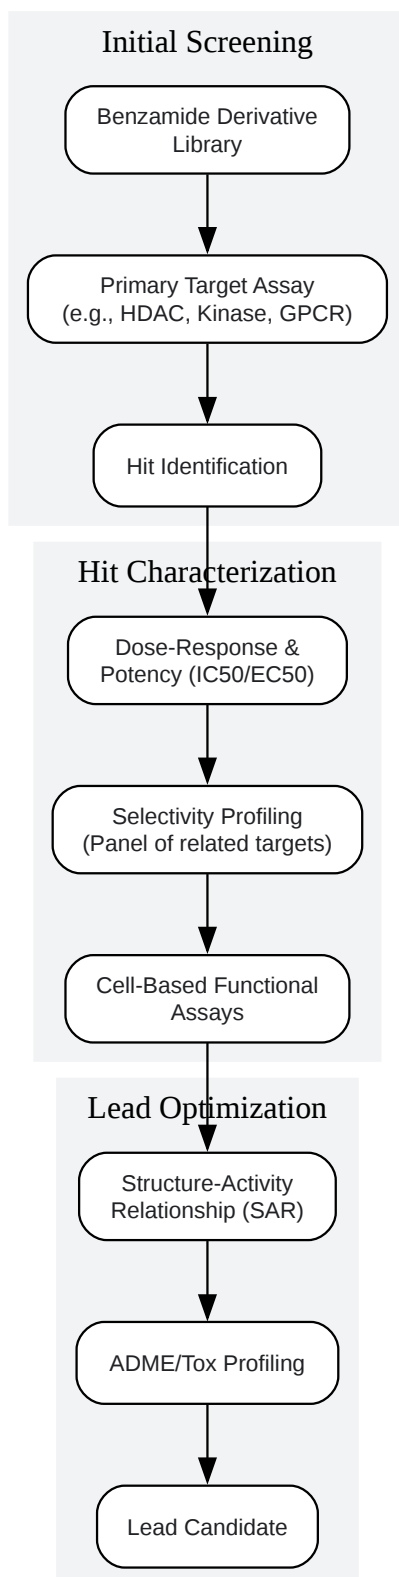 Initial Screening
Benzamide Derivative
Library
Primary Target Assay
(e.g., HDAC, Kinase, GPCR)
Hit Identification
Hit Characterization
Dose-Response &
Potency (IC50/EC50)
Selectivity Profiling
(Panel of related targets)
Cell-Based Functional
Assays
Lead Optimization
Structure-Activity
Relationship (SAR)
ADME/Tox Profiling
Lead Candidate